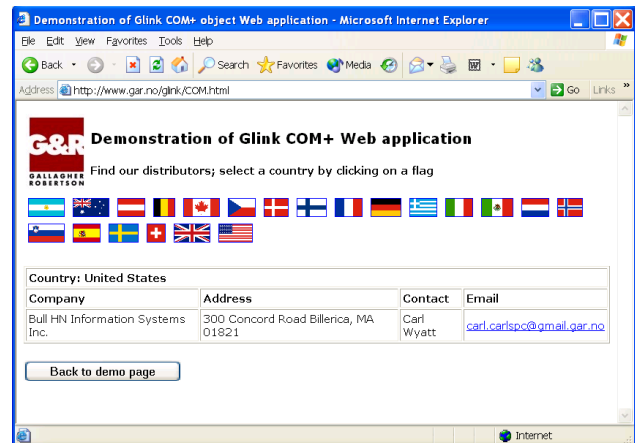 Demonstration of Glink COM+ object Web application - Microsoft Internet Explorer
File Edit View Favorites Tools Help
Back Search Favorites Media
Address http://www.gar.no/glink/COM.html Go Links »
G&R
GALLAGHER
ROBERTSON
Demonstration of Glink COM+ Web application
Find our distributors; select a country by clicking on a flag
Country: United States
Company Address Contact Email
Bull HN Information Systems Inc. 300 Concord Road Billerica, MA 01821 Carl Wyatt carl.carlspc@gmail.gar.no
Back to demo page
Internet